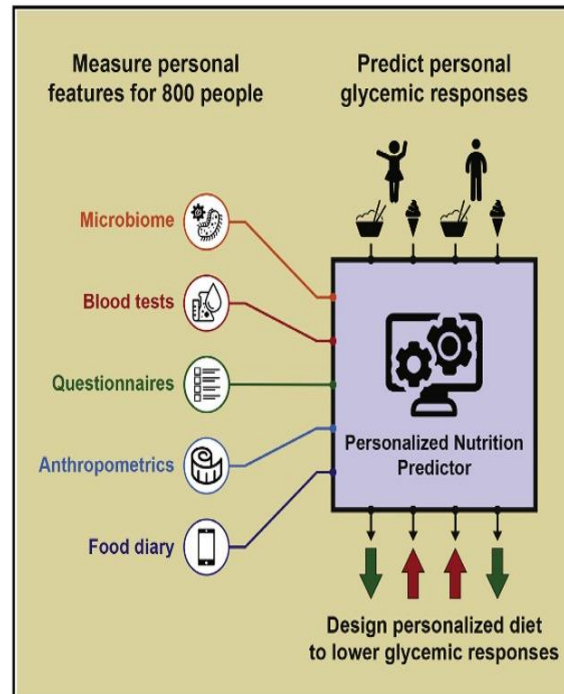 Measure personal
features for 800 people
Predict personal
glycemic responses
Microbiome
Blood tests
Questionnaires
Anthropometrics
Food diary
Personalized Nutrition
Predictor
Design personalized diet
to lower glycemic responses